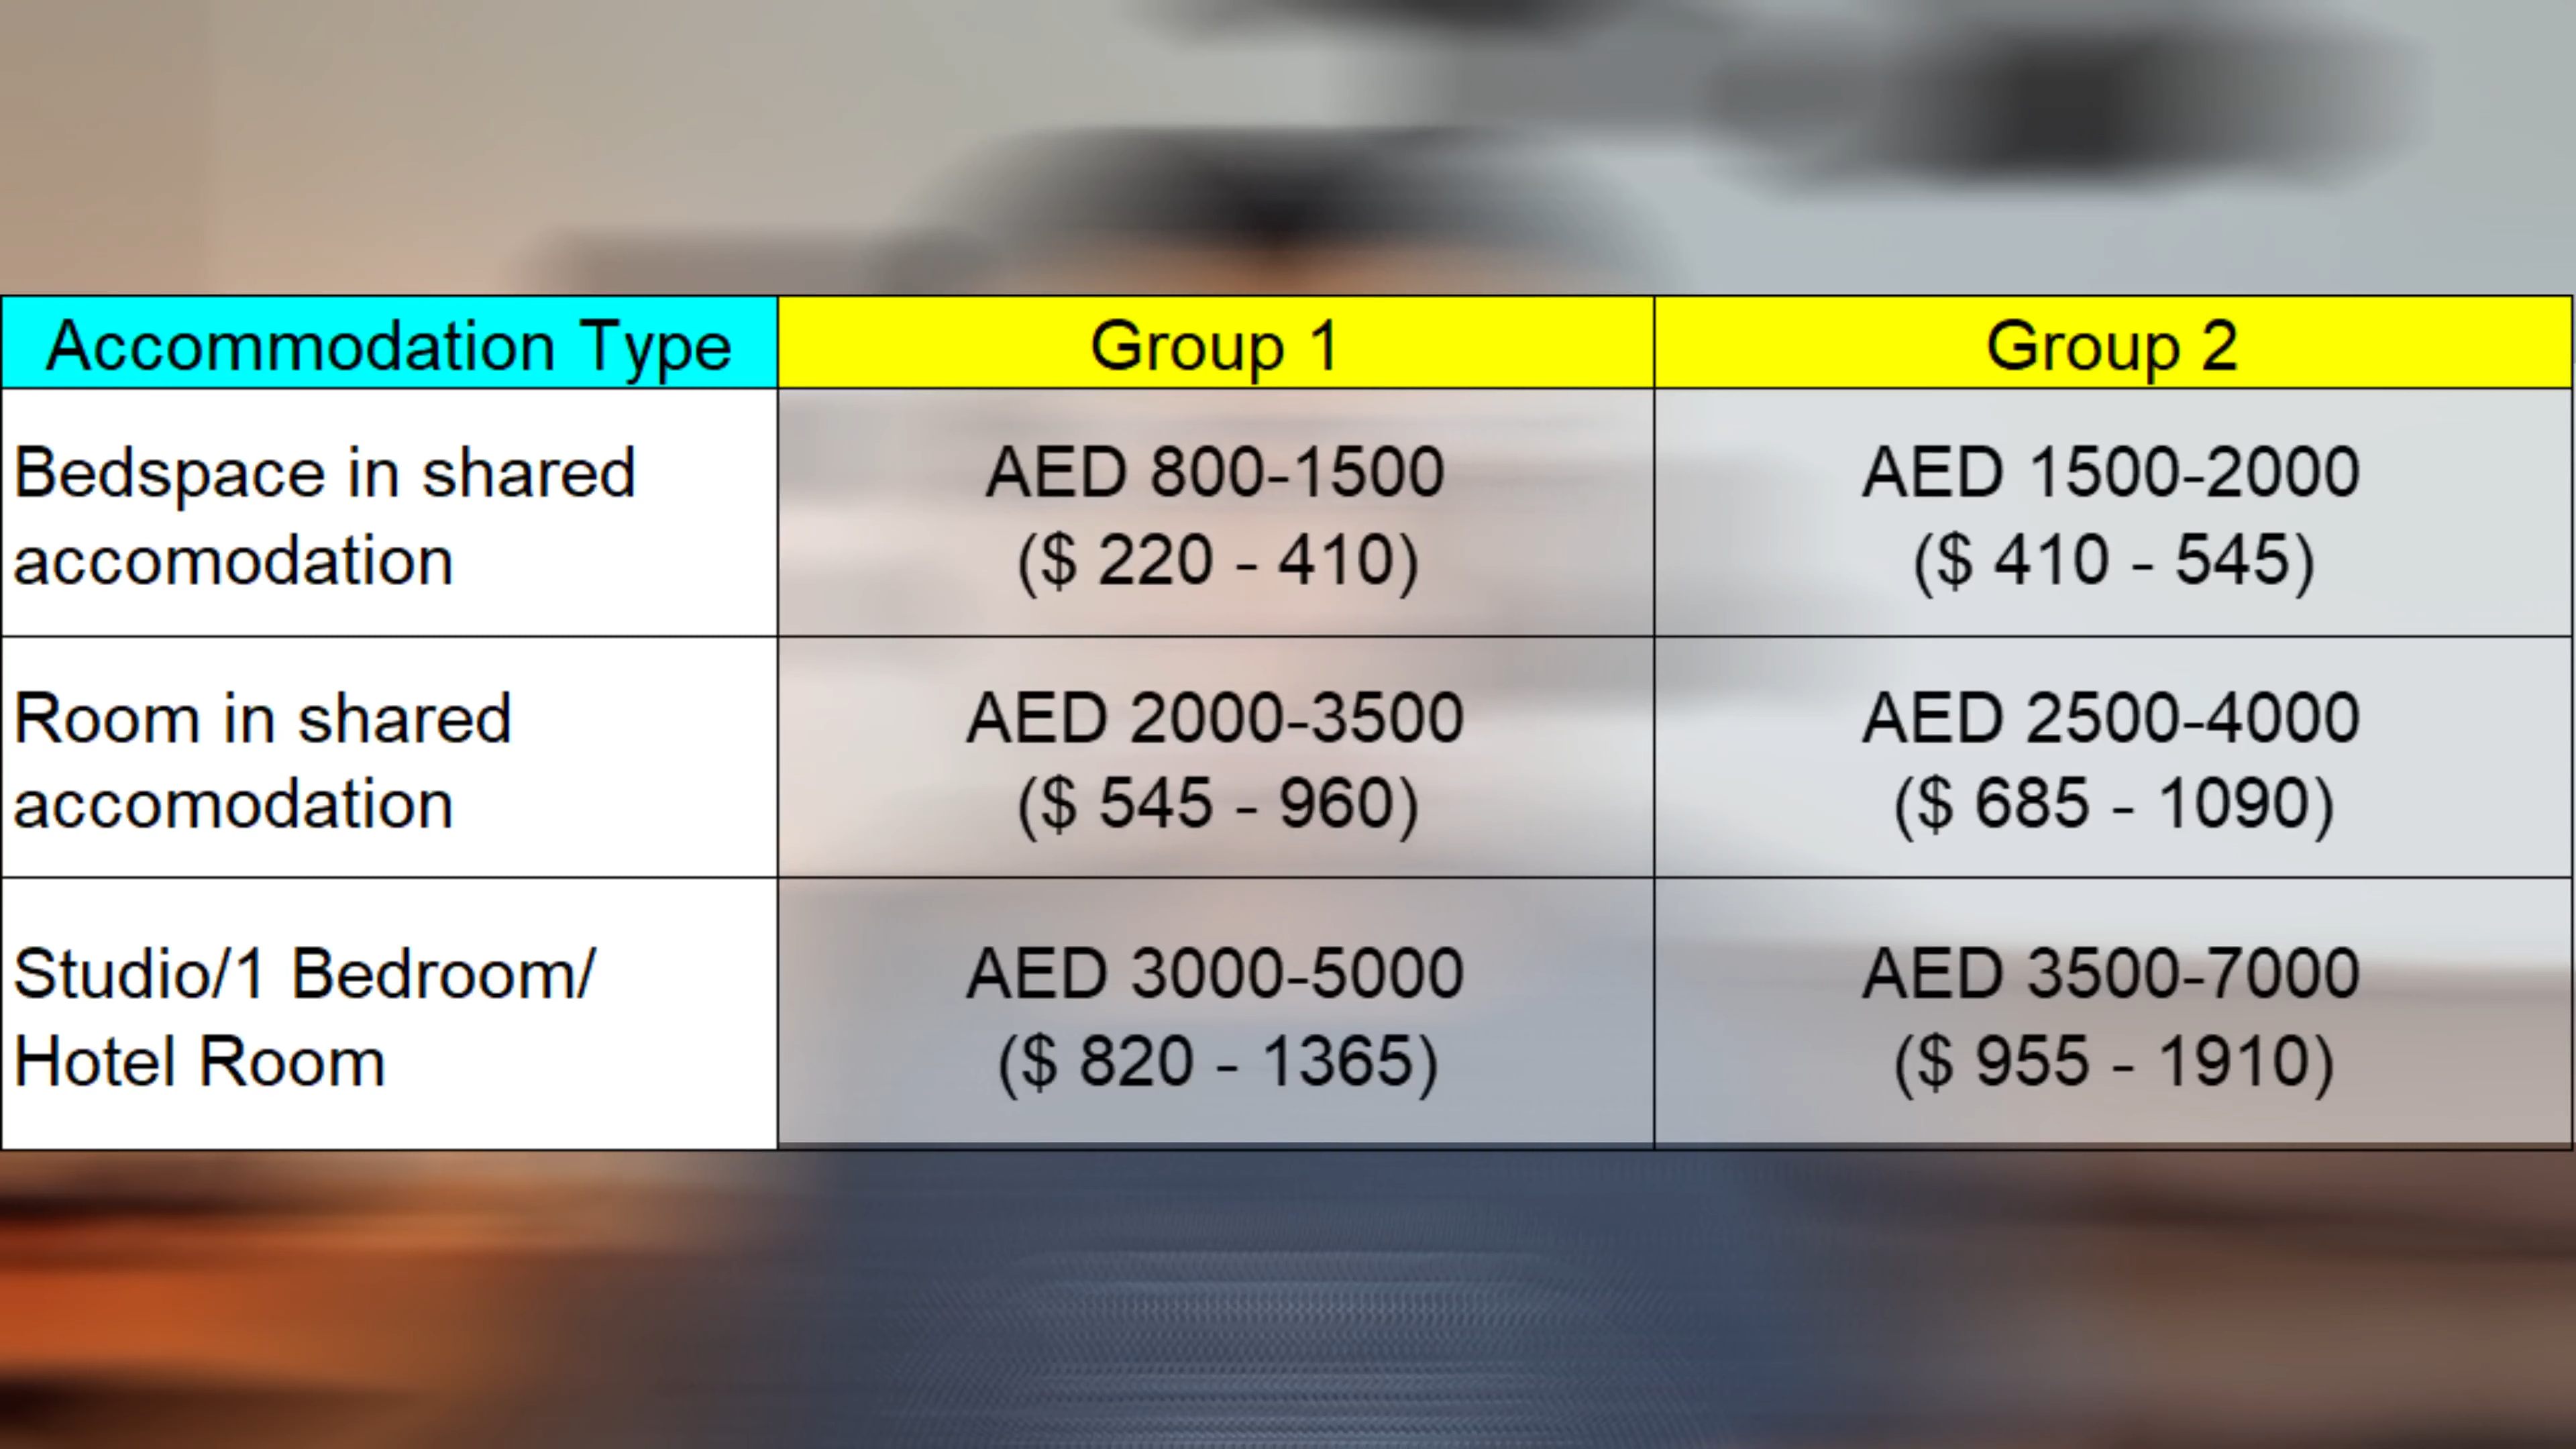 Accommodation Type Group 1 Group 2
Bedspace in shared
accomodation
AED 800-1500
($ 220 - 410)
AED 1500-2000
($ 410 - 545)
Room in shared
accomodation
AED 2000-3500
($ 545 - 960)
AED 2500-4000
($ 685 - 1090)
Studio/1 Bedroom/
Hotel Room
AED 3000-5000
($ 820 - 1365)
AED 3500-7000
($ 955 - 1910)